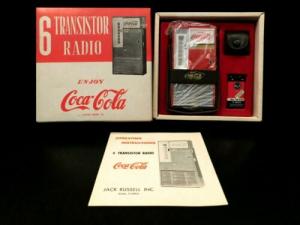 6 TRANSISTOR
RADIO
ENJOY
Coca-Cola
OPERATING
INSTRUCTIONS
6 TRANSISTOR RADIO
Coca-Cola
JACK RUSSELL INC.